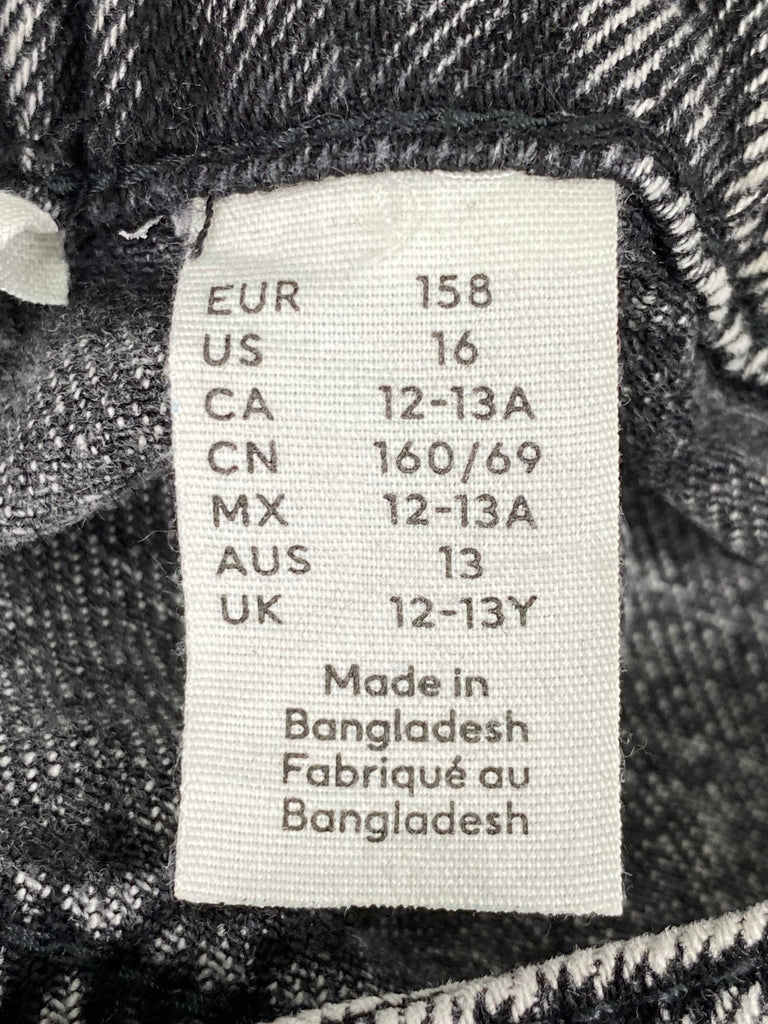 EUR 158
US 16
CA 12-13A
CN 160/69
MX 12-13A
AUS 13
UK 12-13Y
Made in
Bangladesh
Fabriqué au
Bangladesh